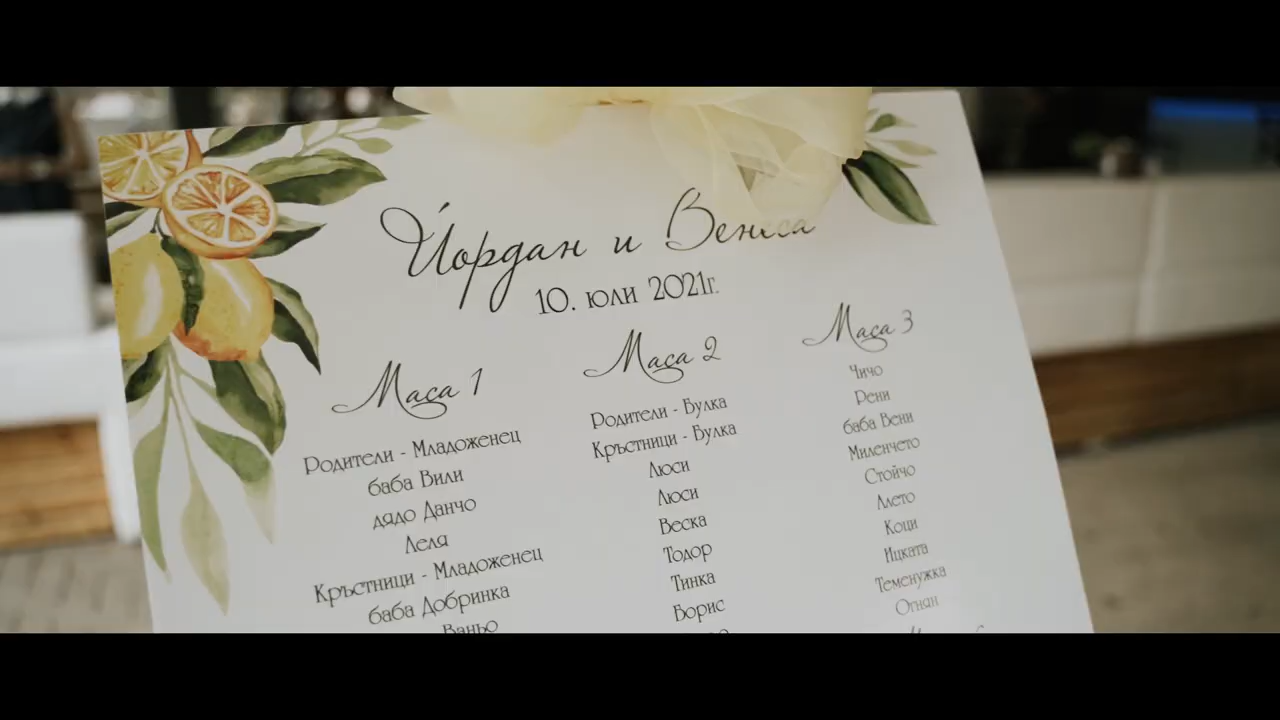 Йордан и Венеса
10. юли 2021г.
Маса 1
Родители - Младоженец
баба Вили
дядо Данчо
Леля
Кръстници - Младоженец
баба Добринка
Ваньо
Маса 2
Родители - Булка
Кръстници - Булка
Люси
Люси
Веска
Тодор
Тинка
Борис
Маса 3
Чичо
Рени
баба Вени
Миленчето
Стойчо
Алето
Коци
Ицката
Теменужка
Огнан